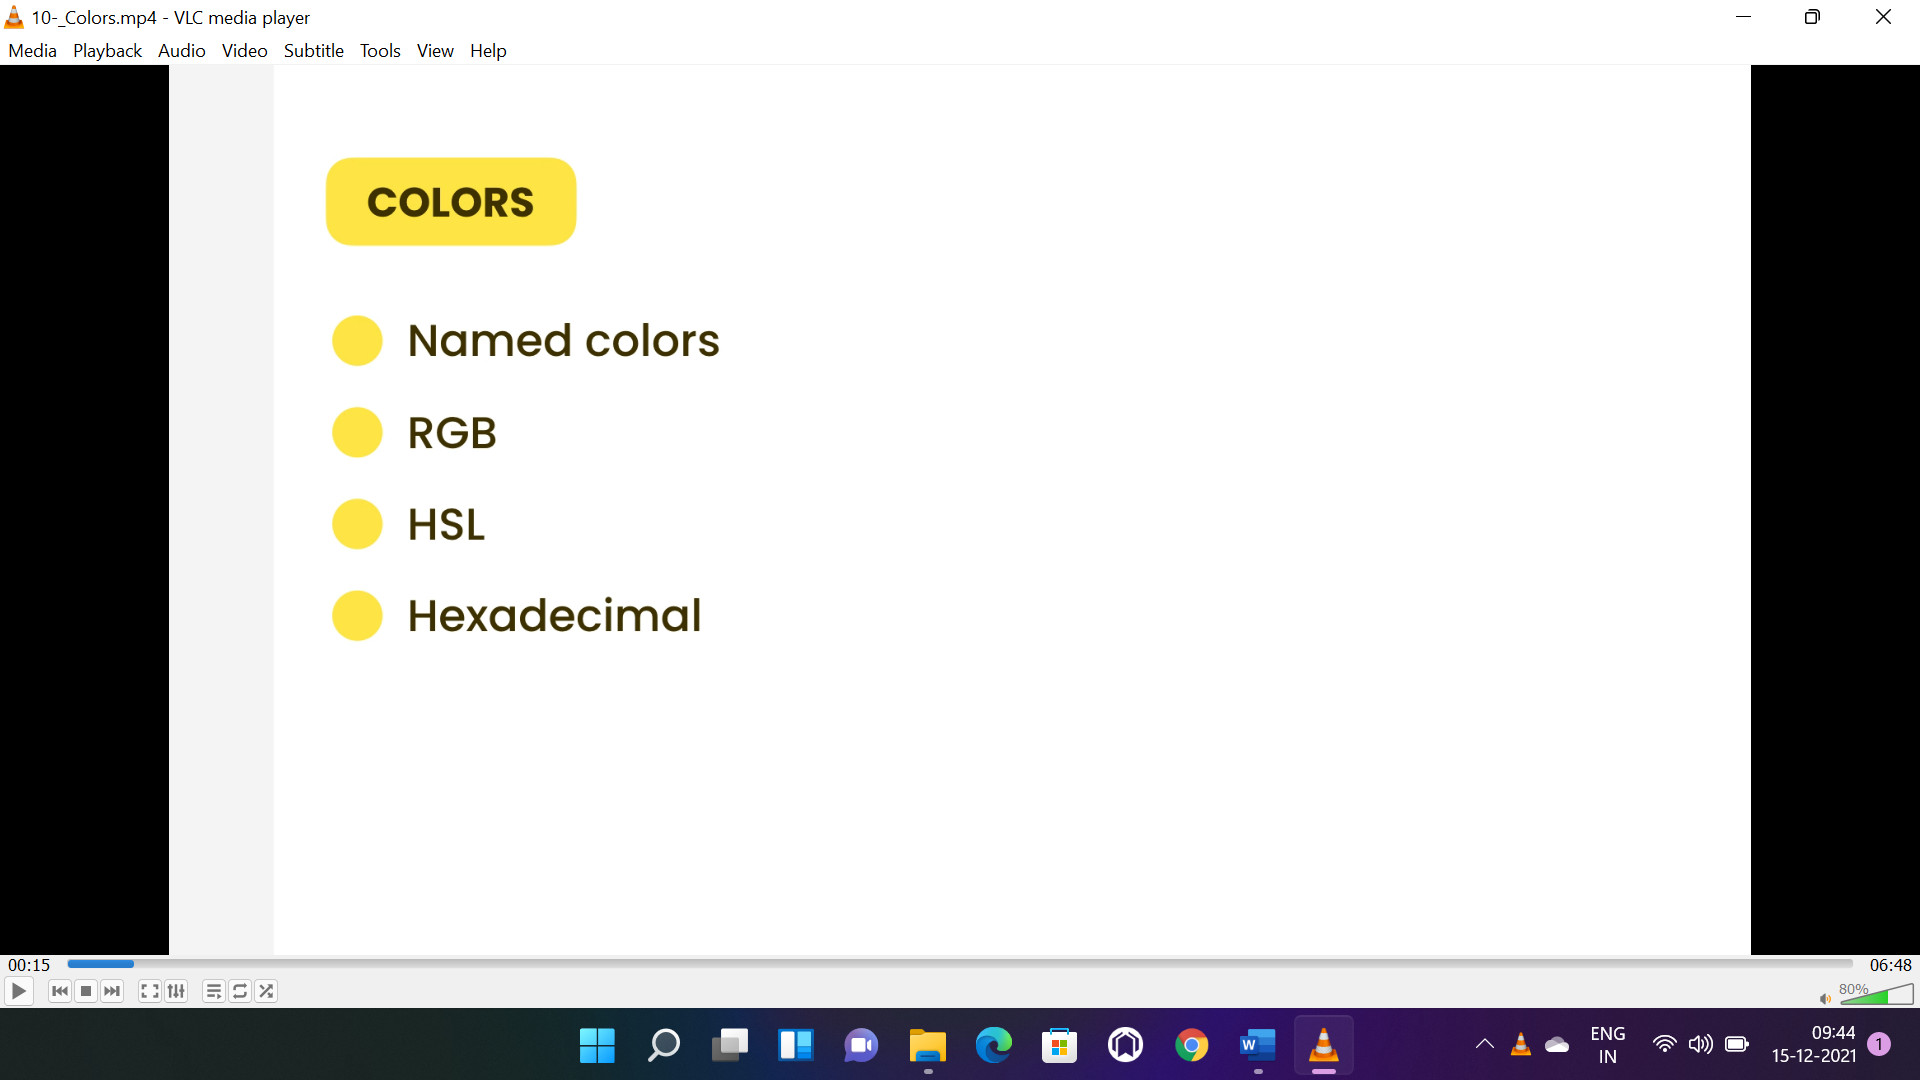 10-_Colors.mp4 - VLC media player
Media Playback Audio Video Subtitle Tools View Help
COLORS
Named colors
RGB
HSL
Hexadecimal
00:15
06:48
80%
W
ENG
IN
09:44
15-12-2021
1